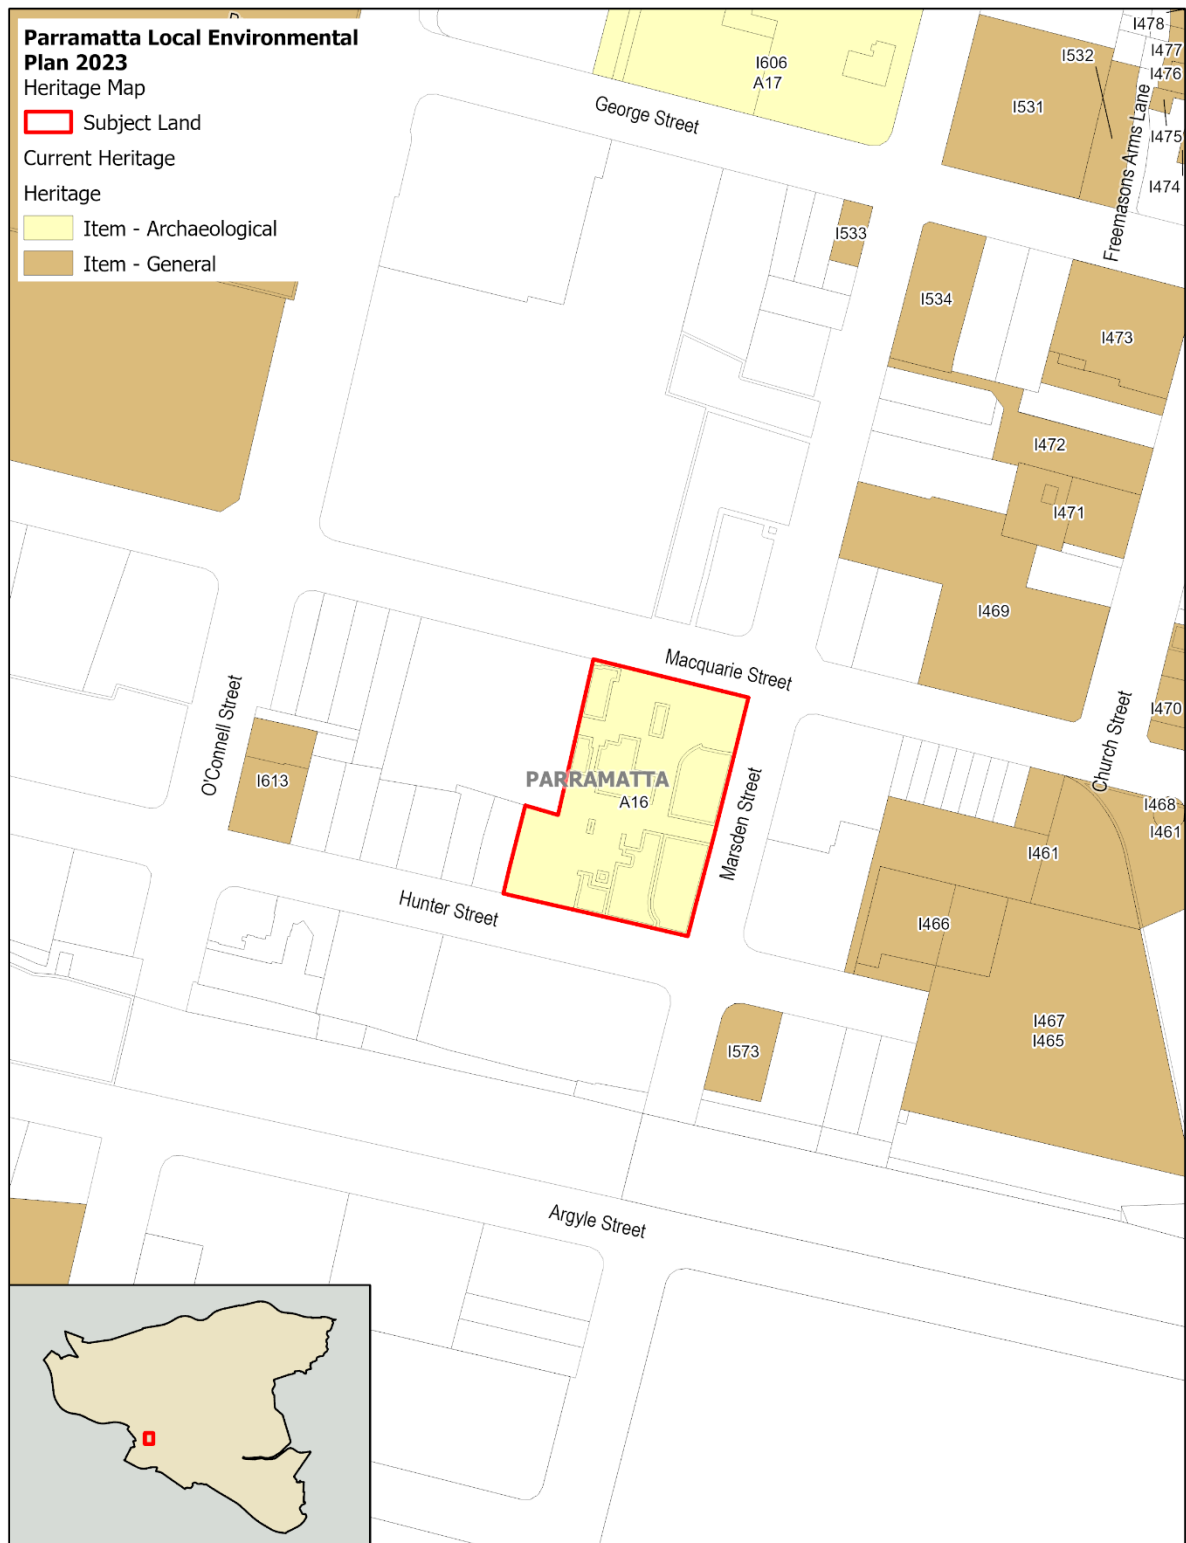 Parramatta Local Environmental
Plan 2023
Heritage Map
Subject Land
Current Heritage
Heritage
Item - Archaeological
Item - General
I606
A17
George Street
I478
I532
I477
I476
I531
I475
I474
Freemasons Arms Lane
I533
I534
I473
I472
I471
I469
Macquarie Street
O'Connell Street
I613
PARRAMATTA
A16
Marsden Street
Church Street
I470
I468
I461
I461
Hunter Street
I466
I467
I465
I573
Argyle Street